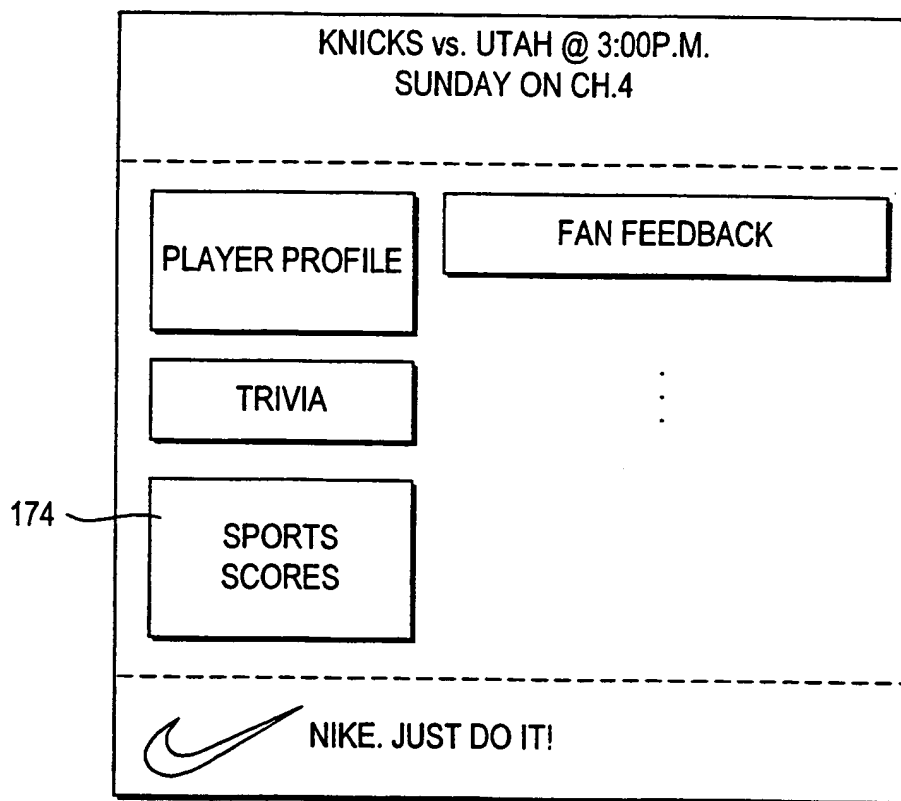 KNICKS vs. UTAH @ 3:00P.M.
SUNDAY ON CH.4
PLAYER PROFILE
FAN FEEDBACK
TRIVIA
174
SPORTS
SCORES
NIKE. JUST DO IT!